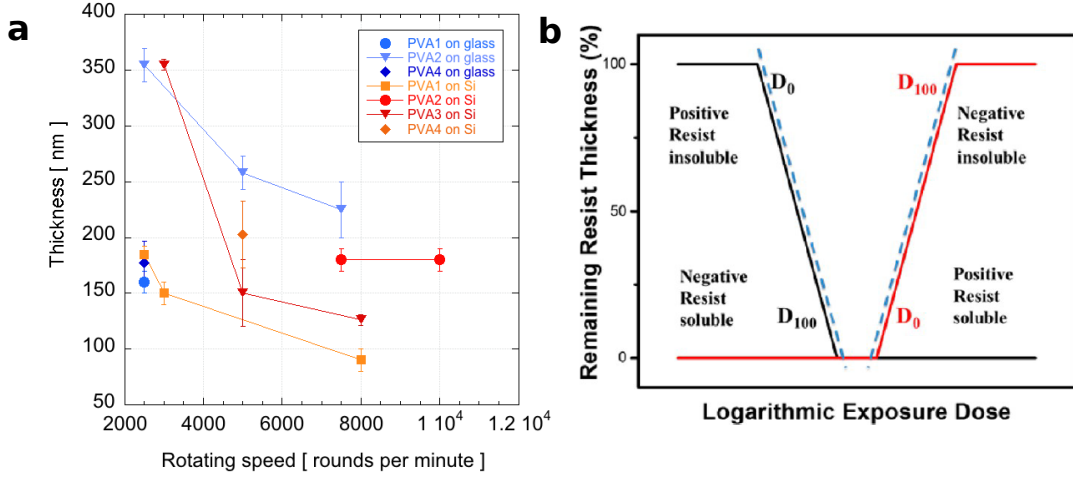 a
400
350
300
250
200
150
100
50
2000
4000
6000
8000
1 10⁴
1.2 10⁴
Thickness [ nm ]
Rotating speed [ rounds per minute ]
PVA1 on glass
PVA2 on glass
PVA4 on glass
PVA1 on Si
PVA2 on Si
PVA3 on Si
PVA4 on Si
b
Remaining Resist Thickness (%)
100
50
0
D₀
D₁₀₀
Positive
Resist
insoluble
Negative
Resist
insoluble
Negative
Resist
soluble
Positive
Resist
soluble
D₁₀₀
D₀
Logarithmic Exposure Dose